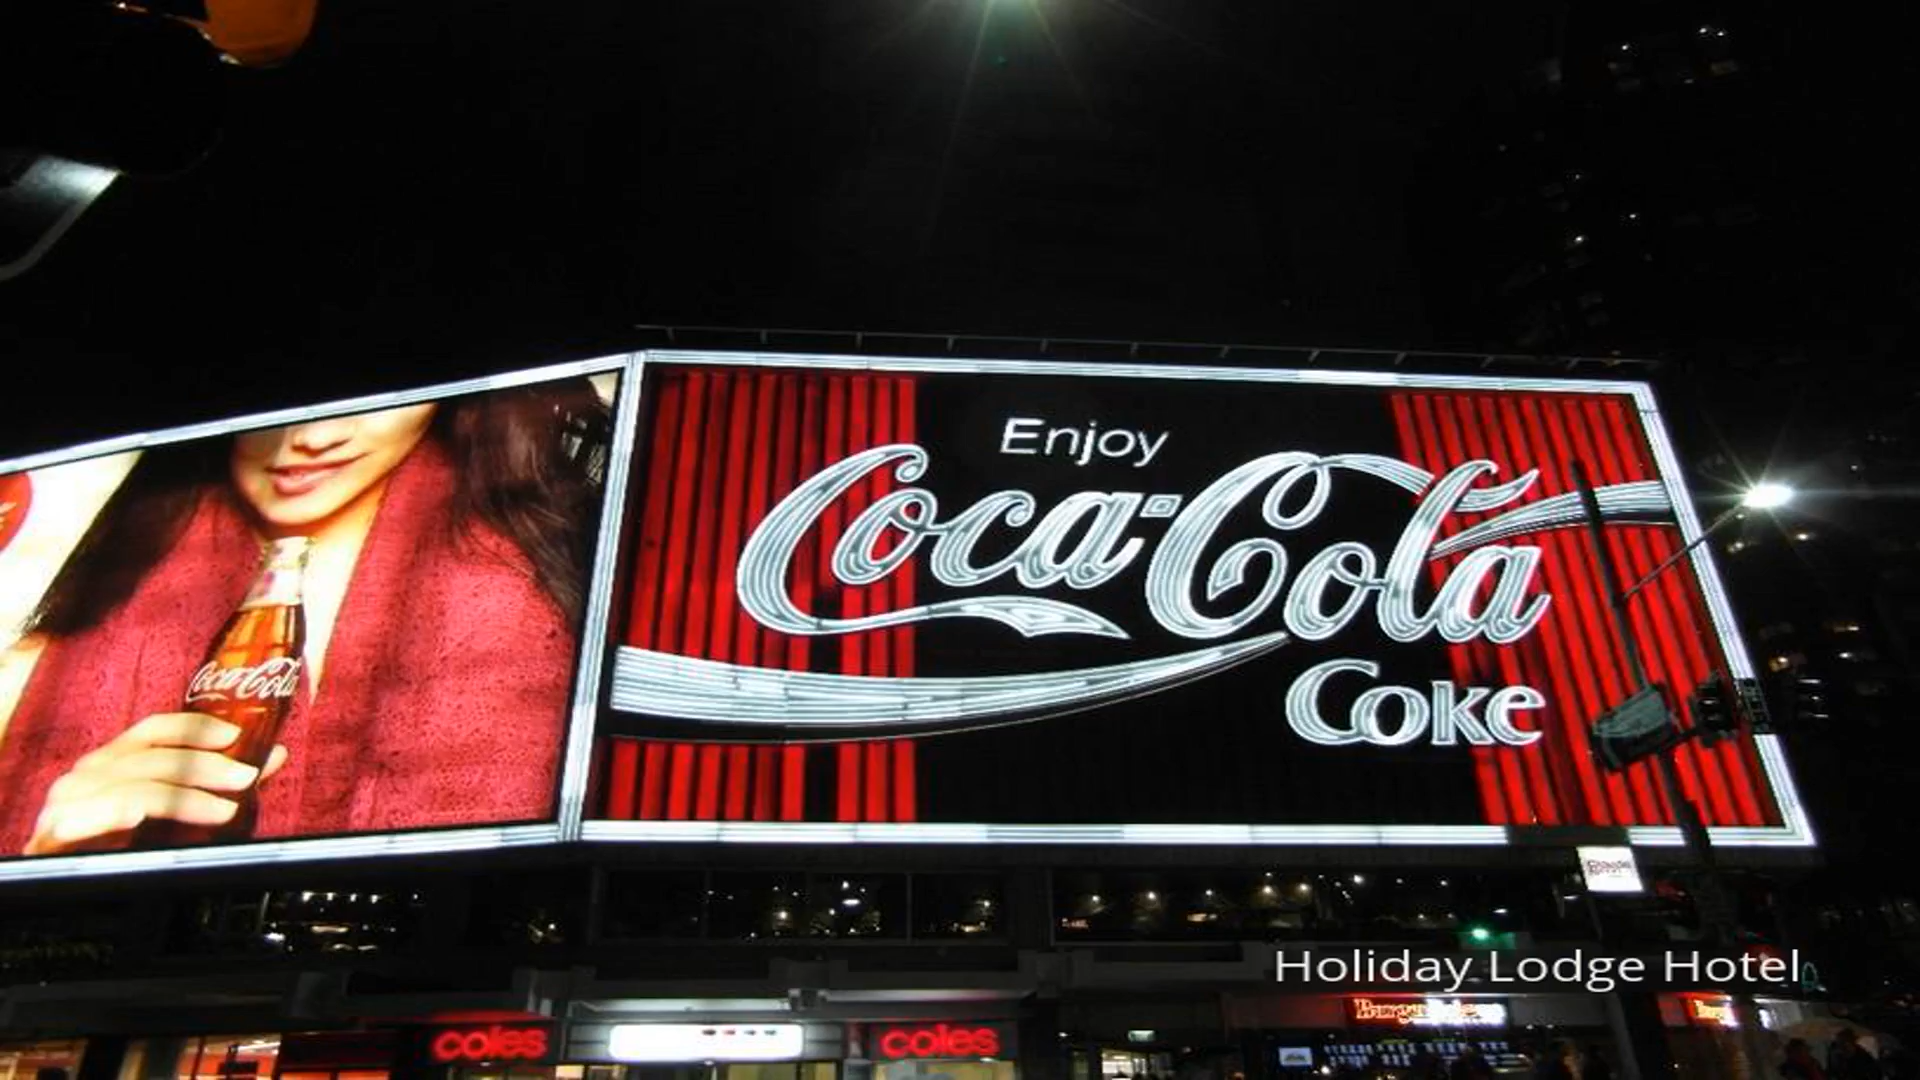 Enjoy
Coca-Cola
Coke
Coca-Cola
Holiday Lodge Hotel
coles
coles